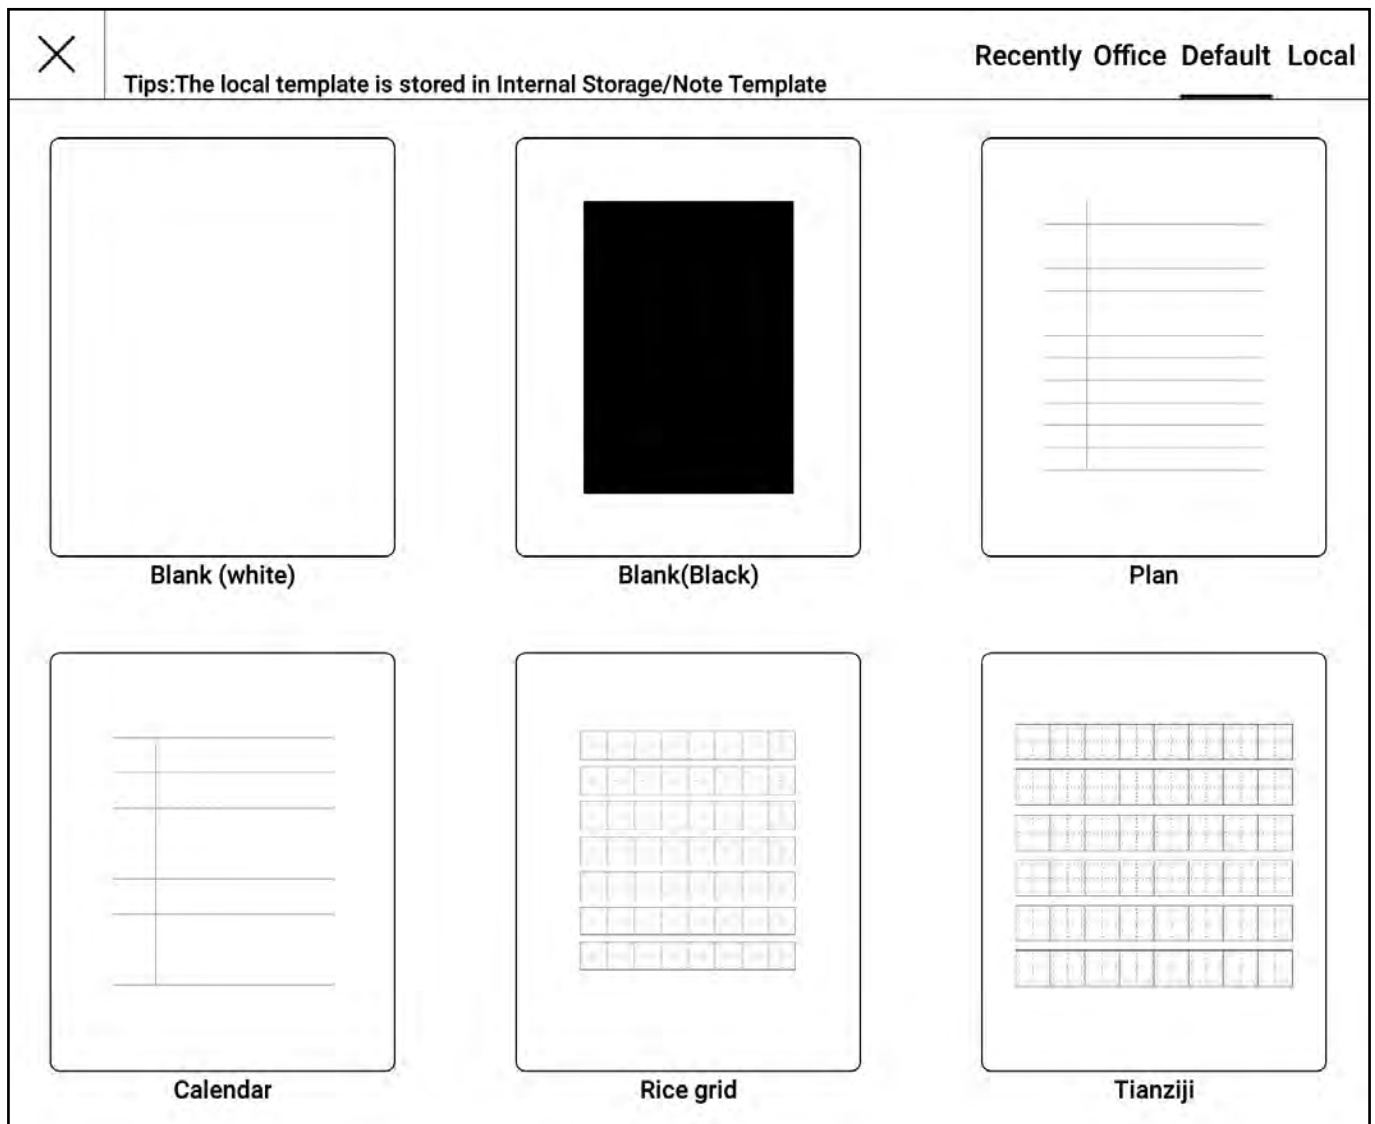 Recently Office Default Local
Tips:The local template is stored in Internal Storage/Note Template
Blank (white) Blank(Black) Plan
Calendar Rice grid Tianziji